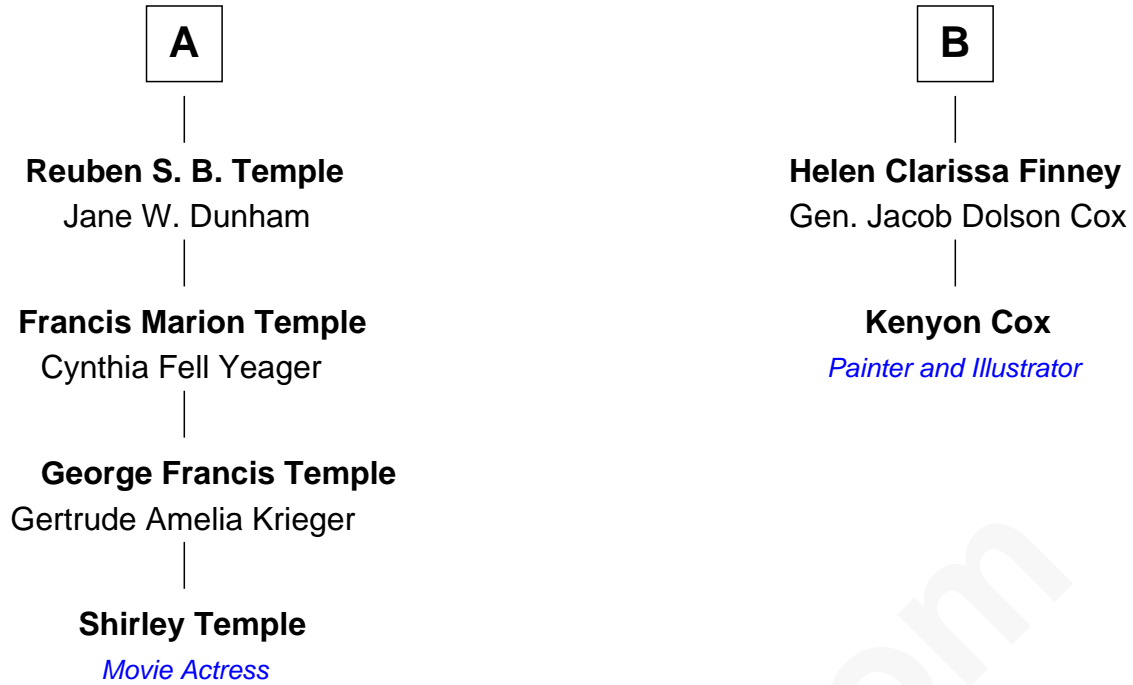 A
Reuben S. B. Temple
Jane W. Dunham
Francis Marion Temple
Cynthia Fell Yeager
George Francis Temple
Gertrude Amelia Krieger
Shirley Temple
Movie Actress
B
Helen Clarissa Finney
Gen. Jacob Dolson Cox
Kenyon Cox
Painter and Illustrator
om